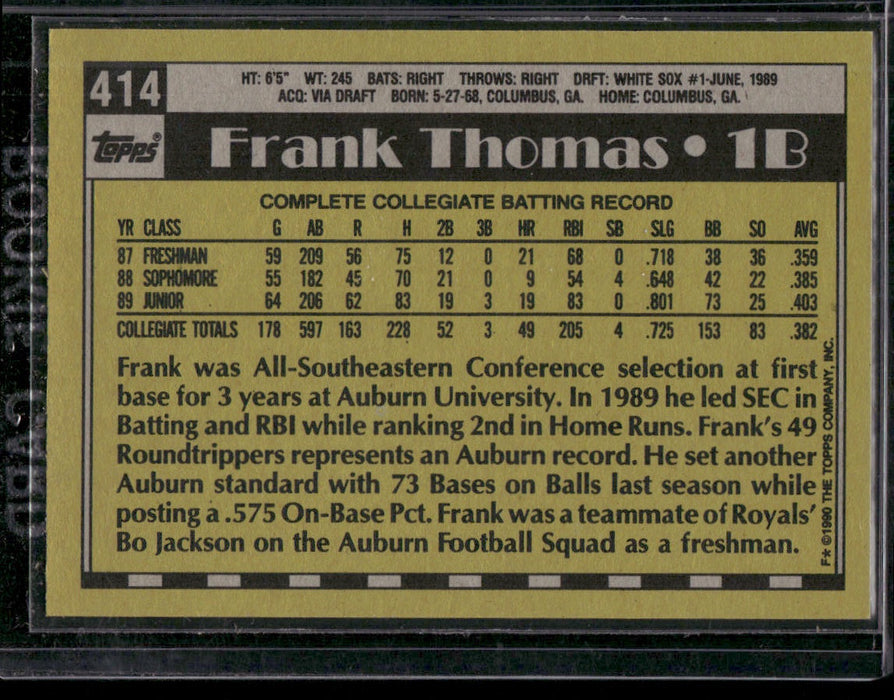 414
HT: 6'5" WT: 245 BATS: RIGHT THROWS: RIGHT DRFT: WHITE SOX #1-JUNE, 1989
ACQ: VIA DRAFT BORN: 5-27-68, COLUMBUS, GA. HOME: COLUMBUS, GA.
TOPPS®
Frank Thomas • 1B
COMPLETE COLLEGIATE BATTING RECORD
YR CLASS G AB R H 2B 3B HR RBI SB SLG BB SO AVG
87 FRESHMAN 59 209 56 75 12 0 21 68 0 .718 38 36 .359
88 SOPHOMORE 55 182 45 70 21 0 9 54 4 .648 42 22 .385
89 JUNIOR 64 206 62 83 19 3 19 83 0 .801 73 25 .403
COLLEGIATE TOTALS 178 597 163 228 52 3 49 205 4 .725 153 83 .382
Frank was All-Southeastern Conference selection at first
base for 3 years at Auburn University. In 1989 he led SEC in
Batting and RBI while ranking 2nd in Home Runs. Frank's 49
Roundtrippers represents an Auburn record. He set another
Auburn standard with 73 Bases on Balls last season while
posting a .575 On-Base Pct. Frank was a teammate of Royals'
Bo Jackson on the Auburn Football Squad as a freshman.
F* ©1990 THE TOPPS COMPANY, INC.